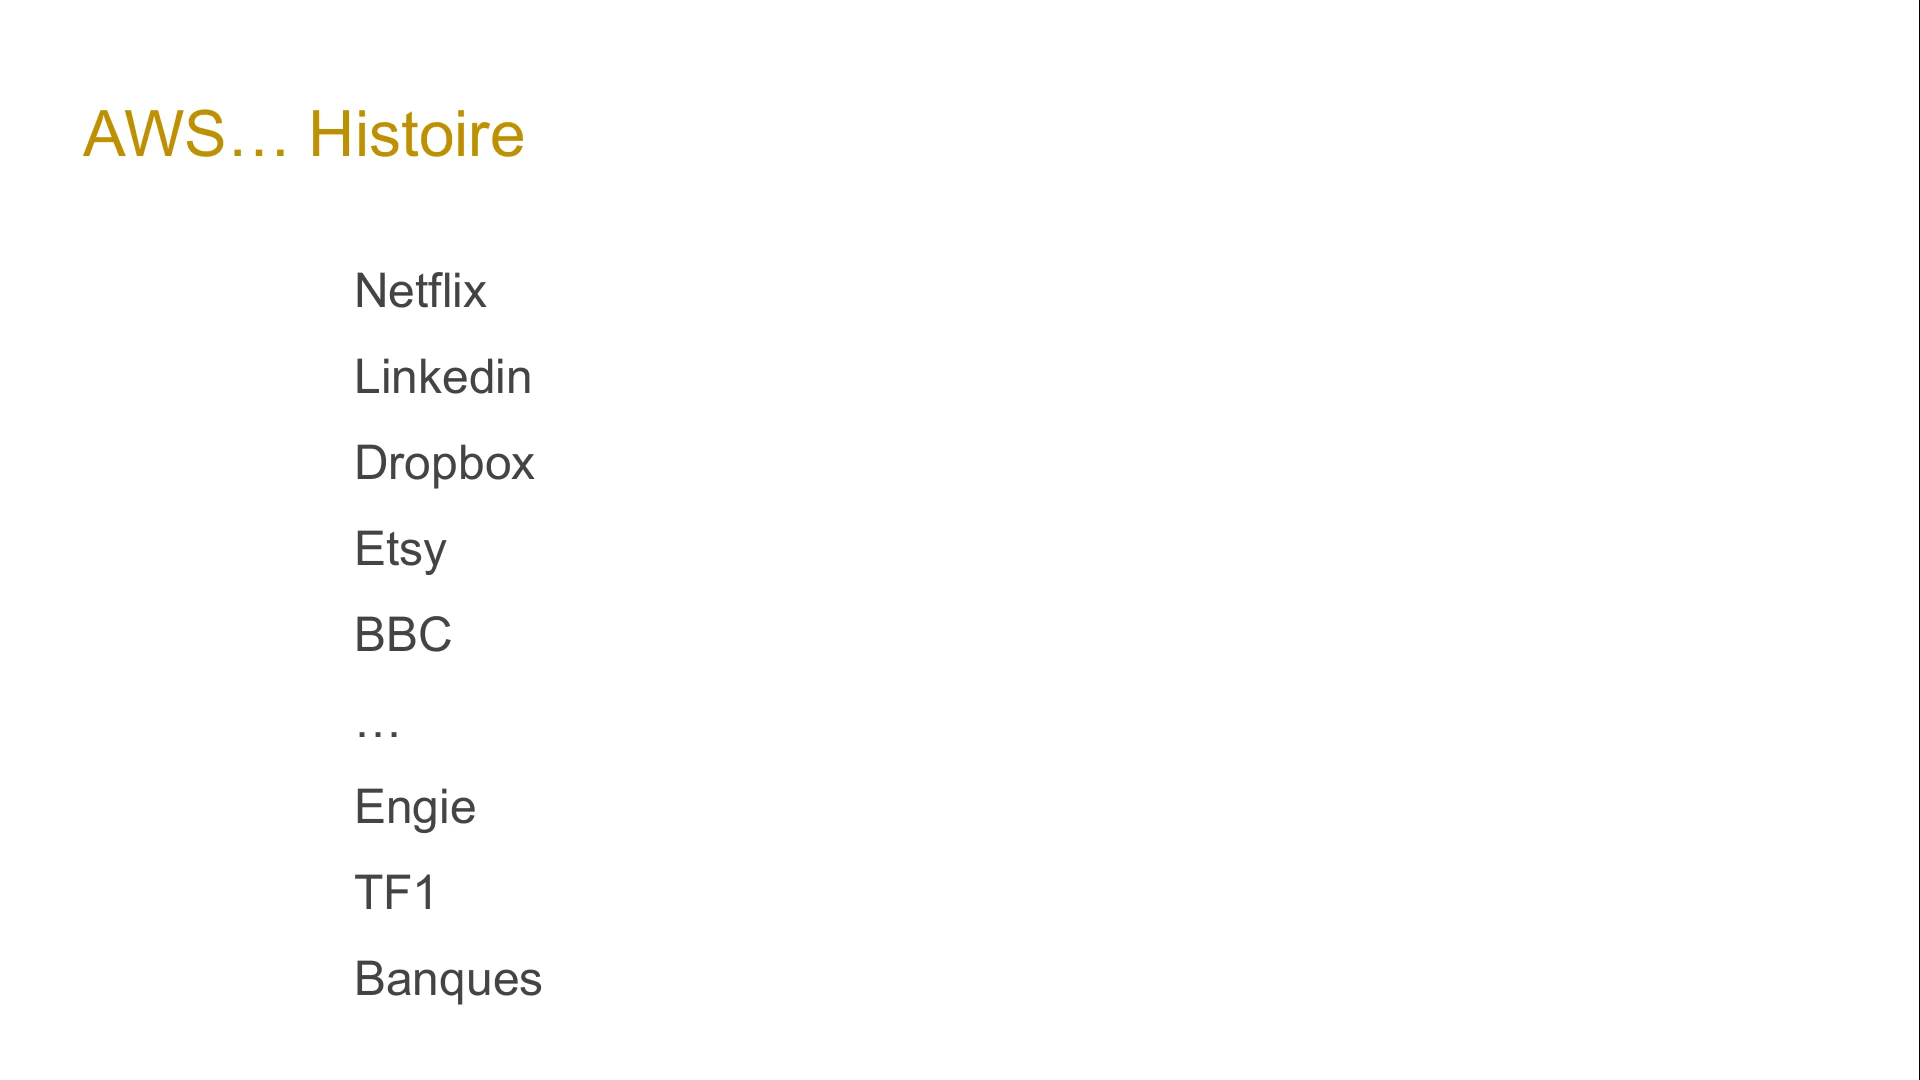 AWS… Histoire
Netflix
Linkedin
Dropbox
Etsy
BBC
…
Engie
TF1
Banques